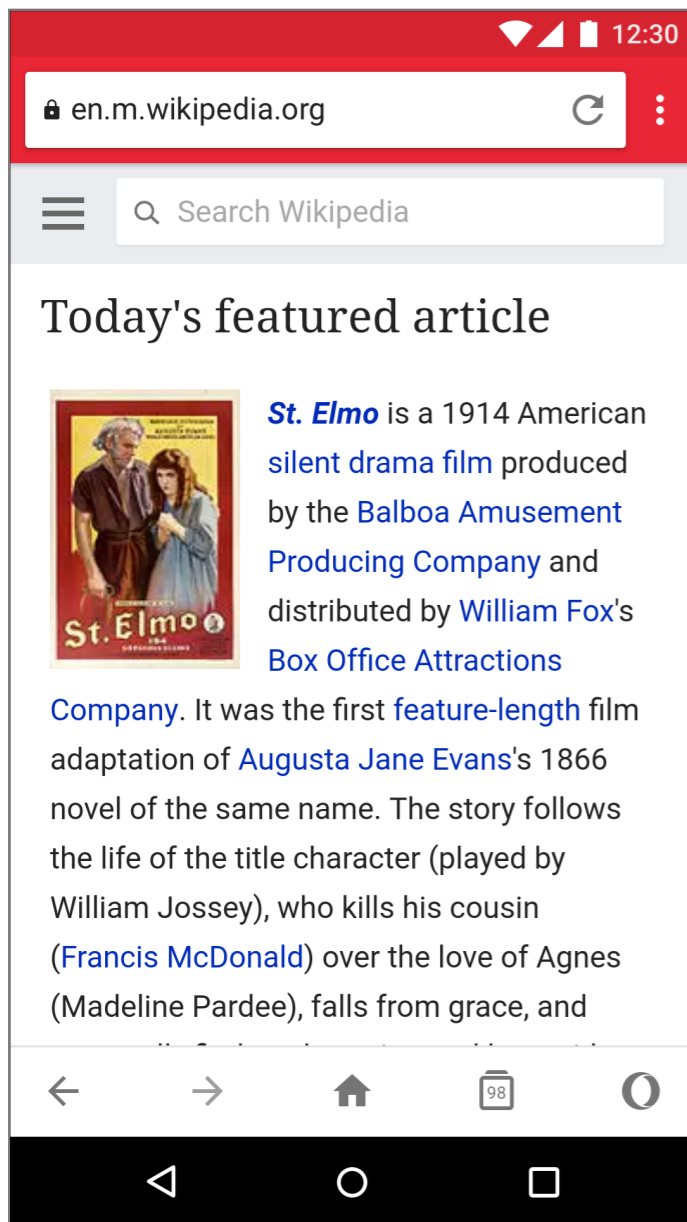 12:30
en.m.wikipedia.org
Search Wikipedia
Today's featured article
St. Elmo
St. Elmo is a 1914 American
silent drama film produced
by the Balboa Amusement
Producing Company and
distributed by William Fox's
Box Office Attractions
Company. It was the first feature-length film
adaptation of Augusta Jane Evans's 1866
novel of the same name. The story follows
the life of the title character (played by
William Jossey), who kills his cousin
(Francis McDonald) over the love of Agnes
(Madeline Pardee), falls from grace, and
98